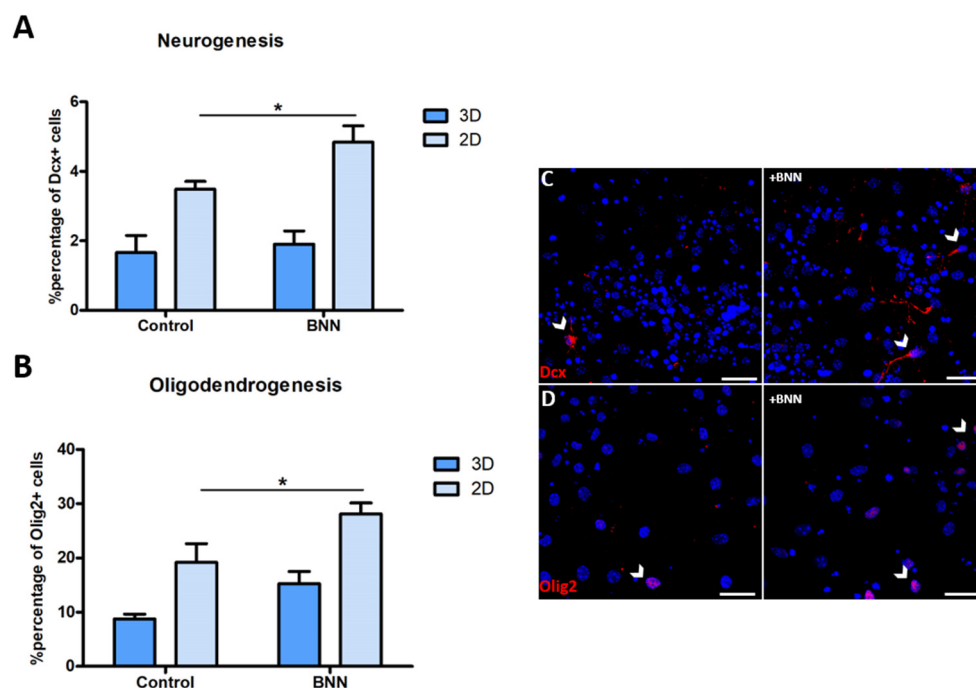 A
Neurogenesis
%percentage of Dcx+ cells
6
4
2
0
*
3D
2D
Control
BNN
B
Oligodendrogenesis
%percentage of Olig2+ cells
40
30
20
10
0
*
3D
2D
Control
BNN
C
+BNN
Dcx
D
+BNN
Olig2